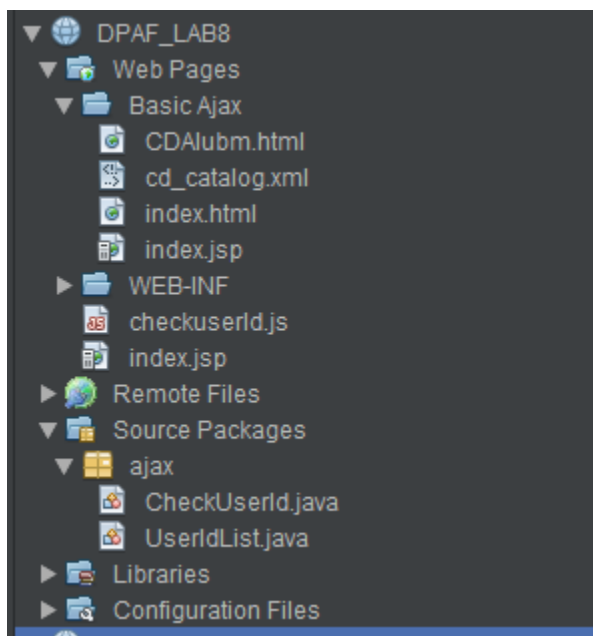 DPAF_LAB8
Web Pages
Basic Ajax
CDAlubm.html
cd_catalog.xml
index.html
index.jsp
WEB-INF
checkuserId.js
index.jsp
Remote Files
Source Packages
ajax
CheckUserId.java
UserIdList.java
Libraries
Configuration Files